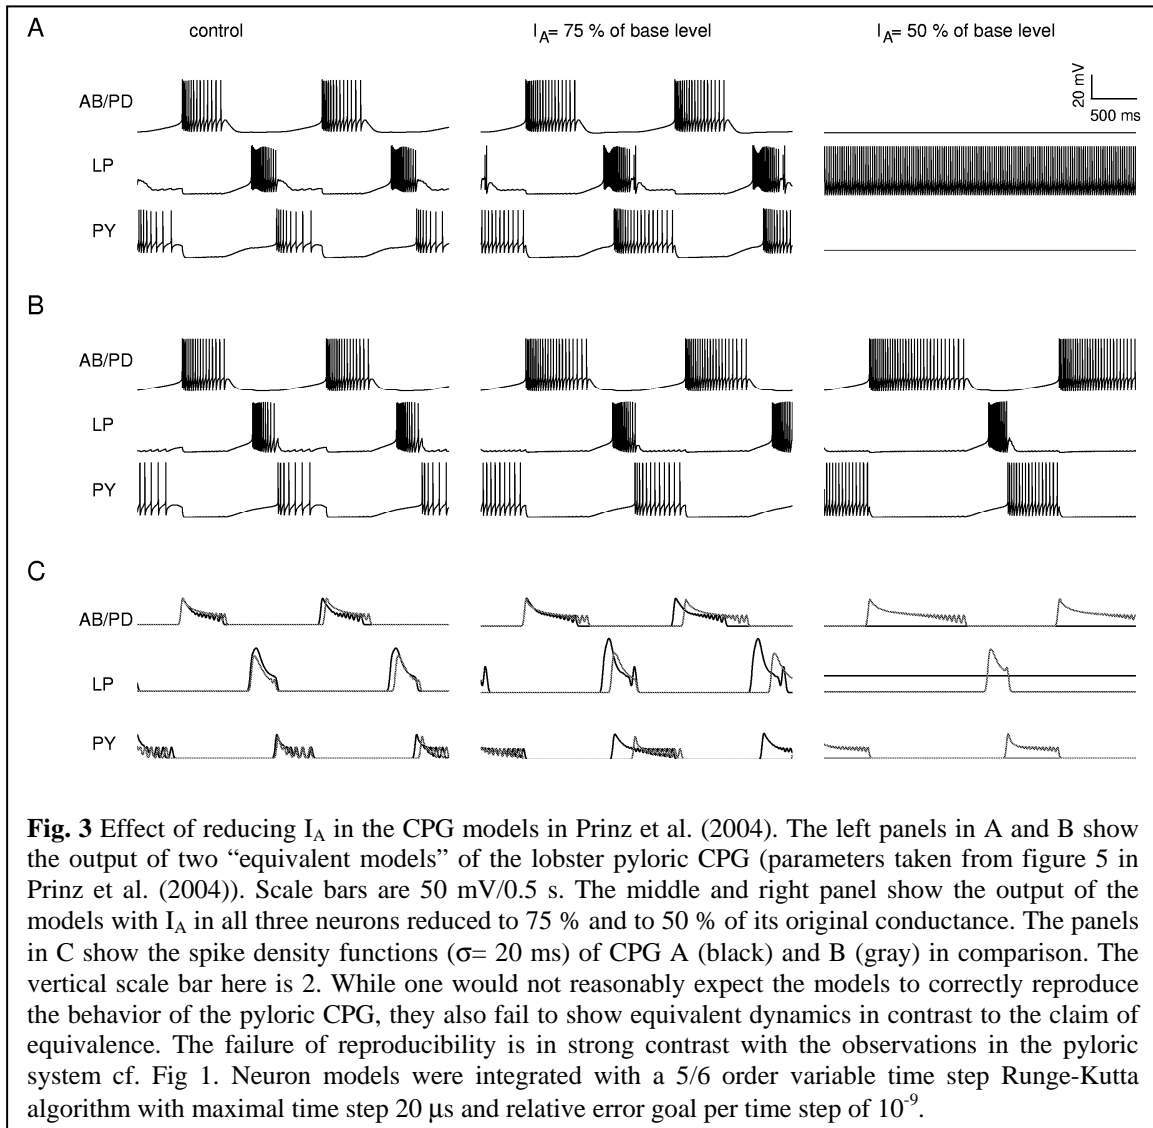 A control I_A= 75 % of base level I_A= 50 % of base level
AB/PD
20 mV
500 ms
LP
PY
B
AB/PD
LP
PY
C
AB/PD
LP
PY
Fig. 3 Effect of reducing I_A in the CPG models in Prinz et al. (2004). The left panels in A and B show
the output of two “equivalent models” of the lobster pyloric CPG (parameters taken from figure 5 in
Prinz et al. (2004)). Scale bars are 50 mV/0.5 s. The middle and right panel show the output of the
models with I_A in all three neurons reduced to 75 % and to 50 % of its original conductance. The panels
in C show the spike density functions (σ= 20 ms) of CPG A (black) and B (gray) in comparison. The
vertical scale bar here is 2. While one would not reasonably expect the models to correctly reproduce
the behavior of the pyloric CPG, they also fail to show equivalent dynamics in contrast to the claim of
equivalence. The failure of reproducibility is in strong contrast with the observations in the pyloric
system cf. Fig 1. Neuron models were integrated with a 5/6 order variable time step Runge-Kutta
algorithm with maximal time step 20 μs and relative error goal per time step of 10⁻⁹.